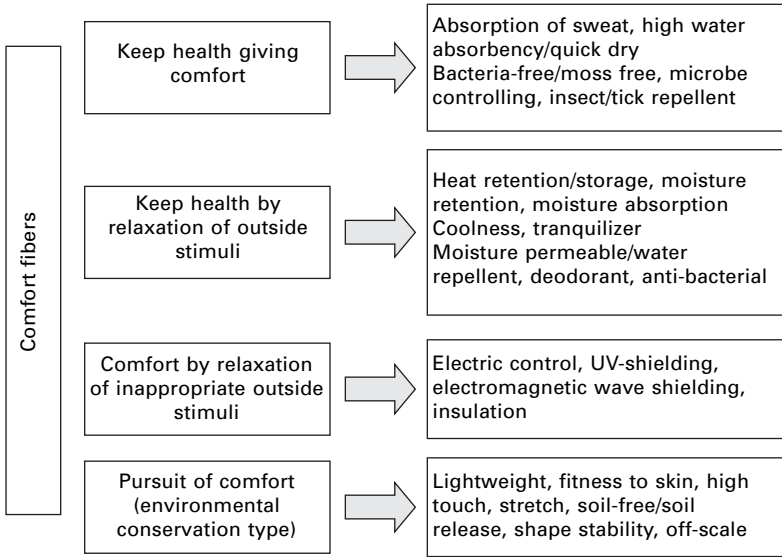 Comfort fibers
Keep health giving
comfort
Absorption of sweat, high water
absorbency/quick dry
Bacteria-free/moss free, microbe
controlling, insect/tick repellent
Keep health by
relaxation of outside
stimuli
Heat retention/storage, moisture
retention, moisture absorption
Coolness, tranquilizer
Moisture permeable/water
repellent, deodorant, anti-bacterial
Comfort by relaxation
of inappropriate outside
stimuli
Electric control, UV-shielding,
electromagnetic wave shielding,
insulation
Pursuit of comfort
(environmental
conservation type)
Lightweight, fitness to skin, high
touch, stretch, soil-free/soil
release, shape stability, off-scale